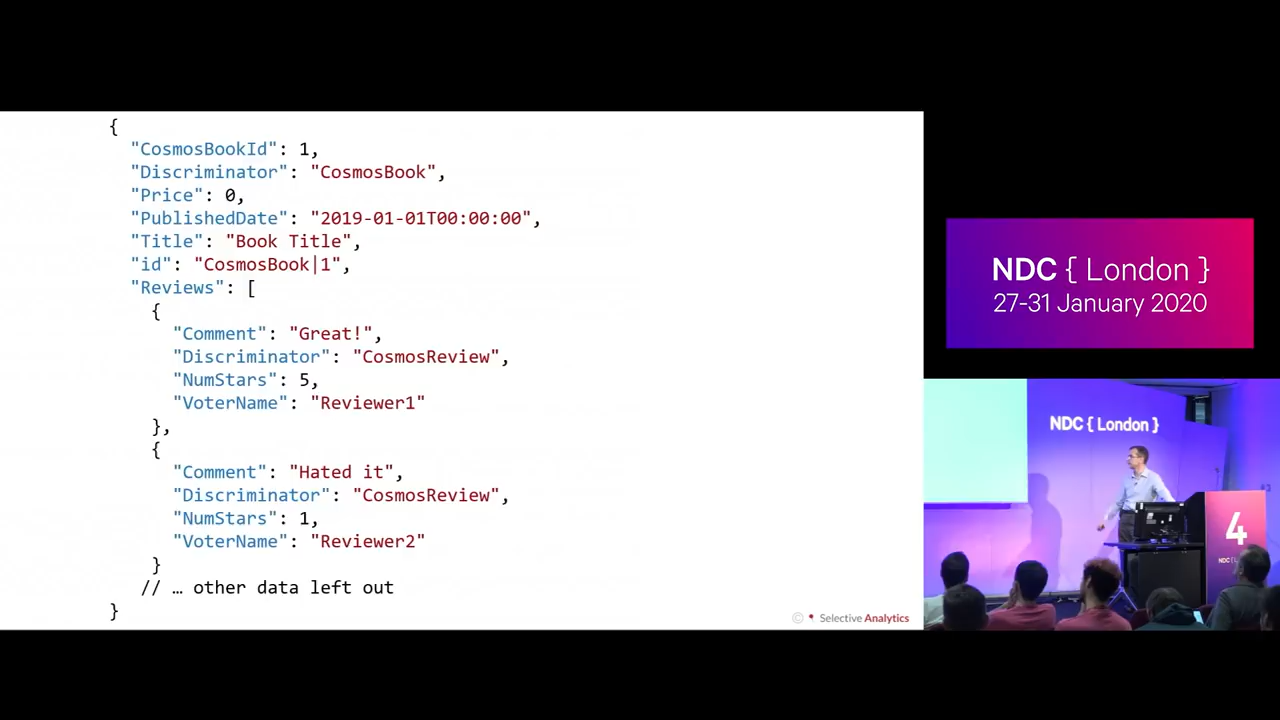 {
"CosmosBookId": 1,
"Discriminator": "CosmosBook",
"Price": 0,
"PublishedDate": "2019-01-01T00:00:00",
"Title": "Book Title",
"id": "CosmosBook|1",
"Reviews": [
{
"Comment": "Great!",
"Discriminator": "CosmosReview",
"NumStars": 5,
"VoterName": "Reviewer1"
},
{
"Comment": "Hated it",
"Discriminator": "CosmosReview",
"NumStars": 1,
"VoterName": "Reviewer2"
}
// … other data left out
}
© Selective Analytics
NDC { London }
27-31 January 2020
NDC { London }
4